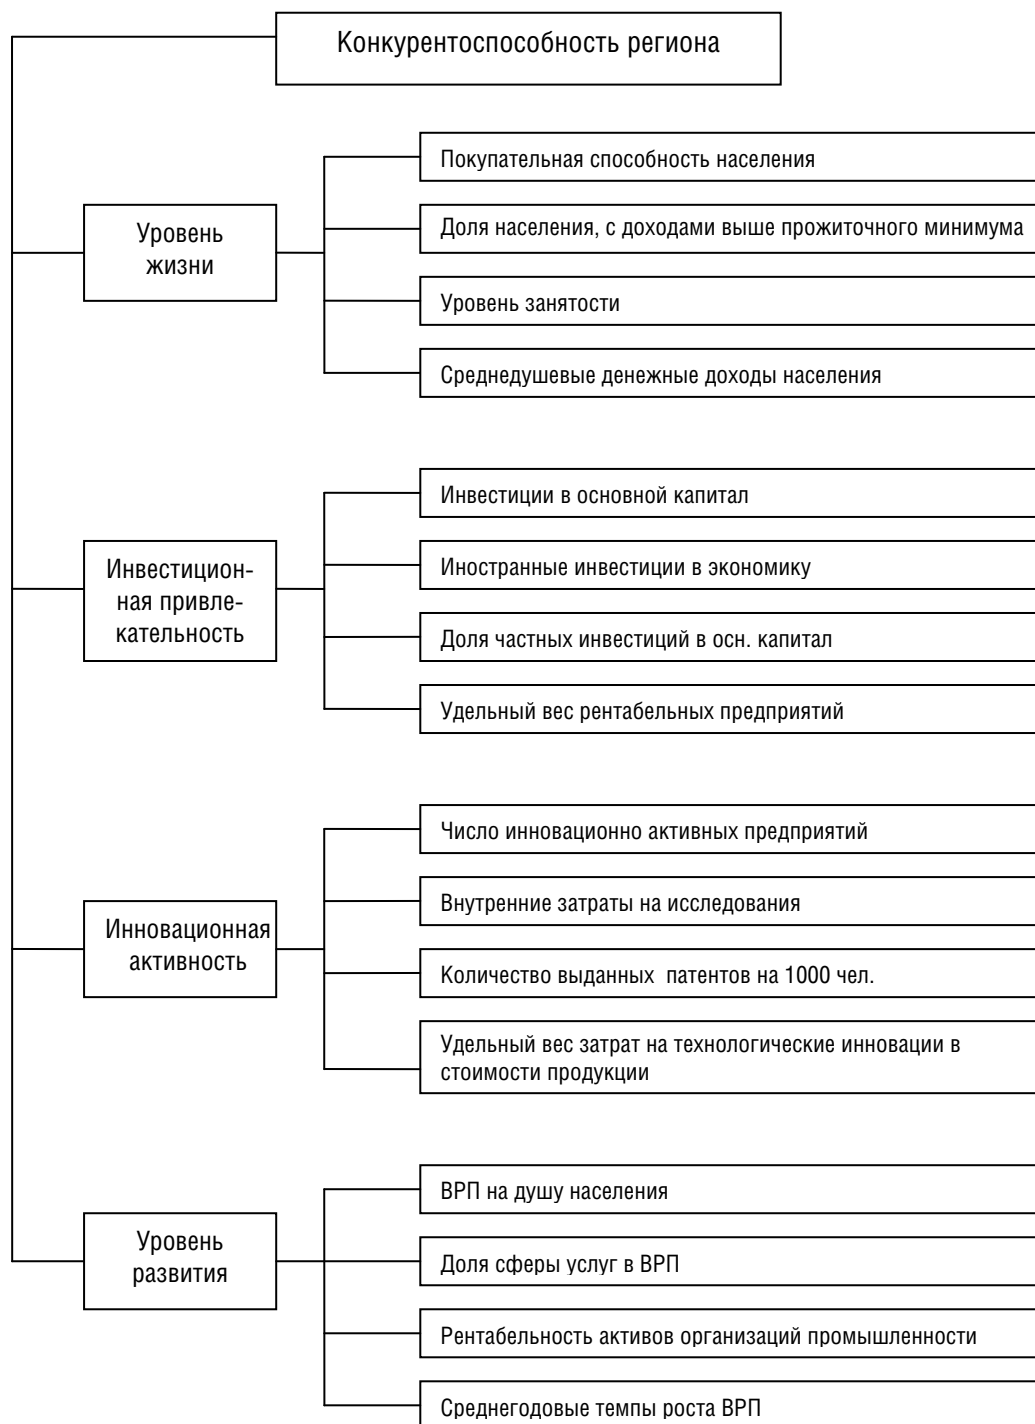 Конкурентоспособность региона
Уровень
жизни
Покупательная способность населения
Доля населения, с доходами выше прожиточного минимума
Уровень занятости
Среднедушевые денежные доходы населения
Инвестицион-
ная привле-
кательность
Инвестиции в основной капитал
Иностранные инвестиции в экономику
Доля частных инвестиций в осн. капитал
Удельный вес рентабельных предприятий
Инновационная
активность
Число инновационно активных предприятий
Внутренние затраты на исследования
Количество выданных  патентов на 1000 чел.
Удельный вес затрат на технологические инновации в
стоимости продукции
Уровень
развития
ВРП на душу населения
Доля сферы услуг в ВРП
Рентабельность активов организаций промышленности
Среднегодовые темпы роста ВРП